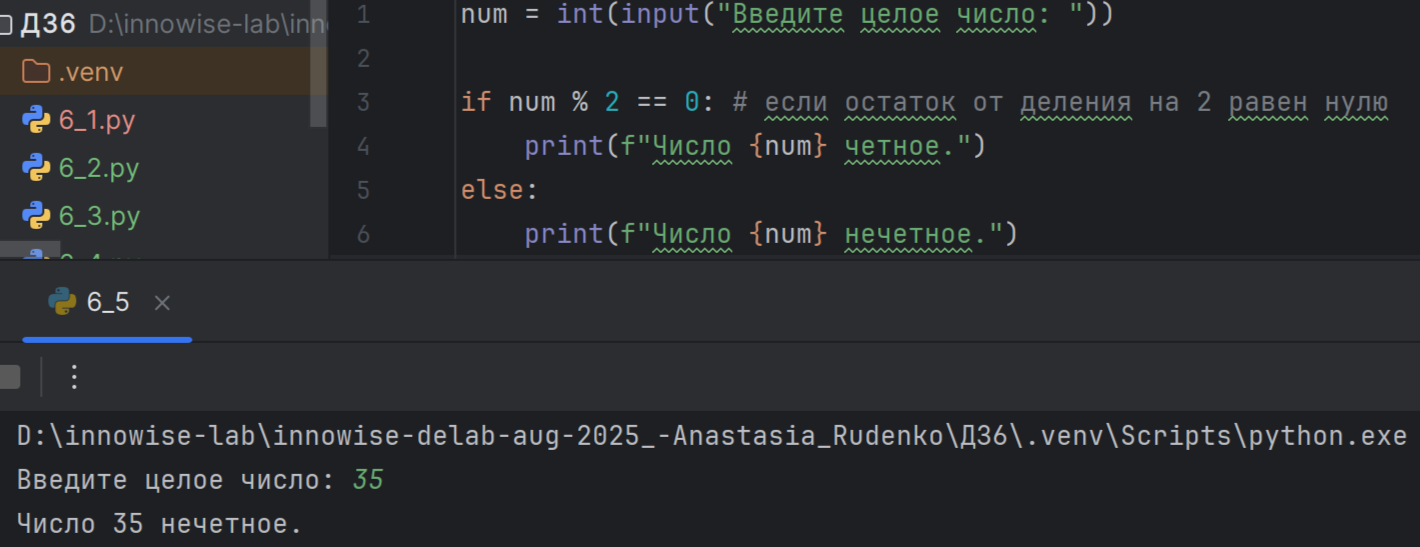 ДЗ6 D:\innowise-lab\inn
.venv
6_1.py
6_2.py
6_3.py
1 num = int(input("Введите целое число: "))
2
3 if num % 2 == 0: # если остаток от деления на 2 равен нулю
4 print(f"Число {num} четное.")
5 else:
6 print(f"Число {num} нечетное.")
6_5
D:\innowise-lab\innowise-delab-aug-2025_-Anastasia_Rudenko\ДЗ6\.venv\Scripts\python.exe
Введите целое число: 35
Число 35 нечетное.